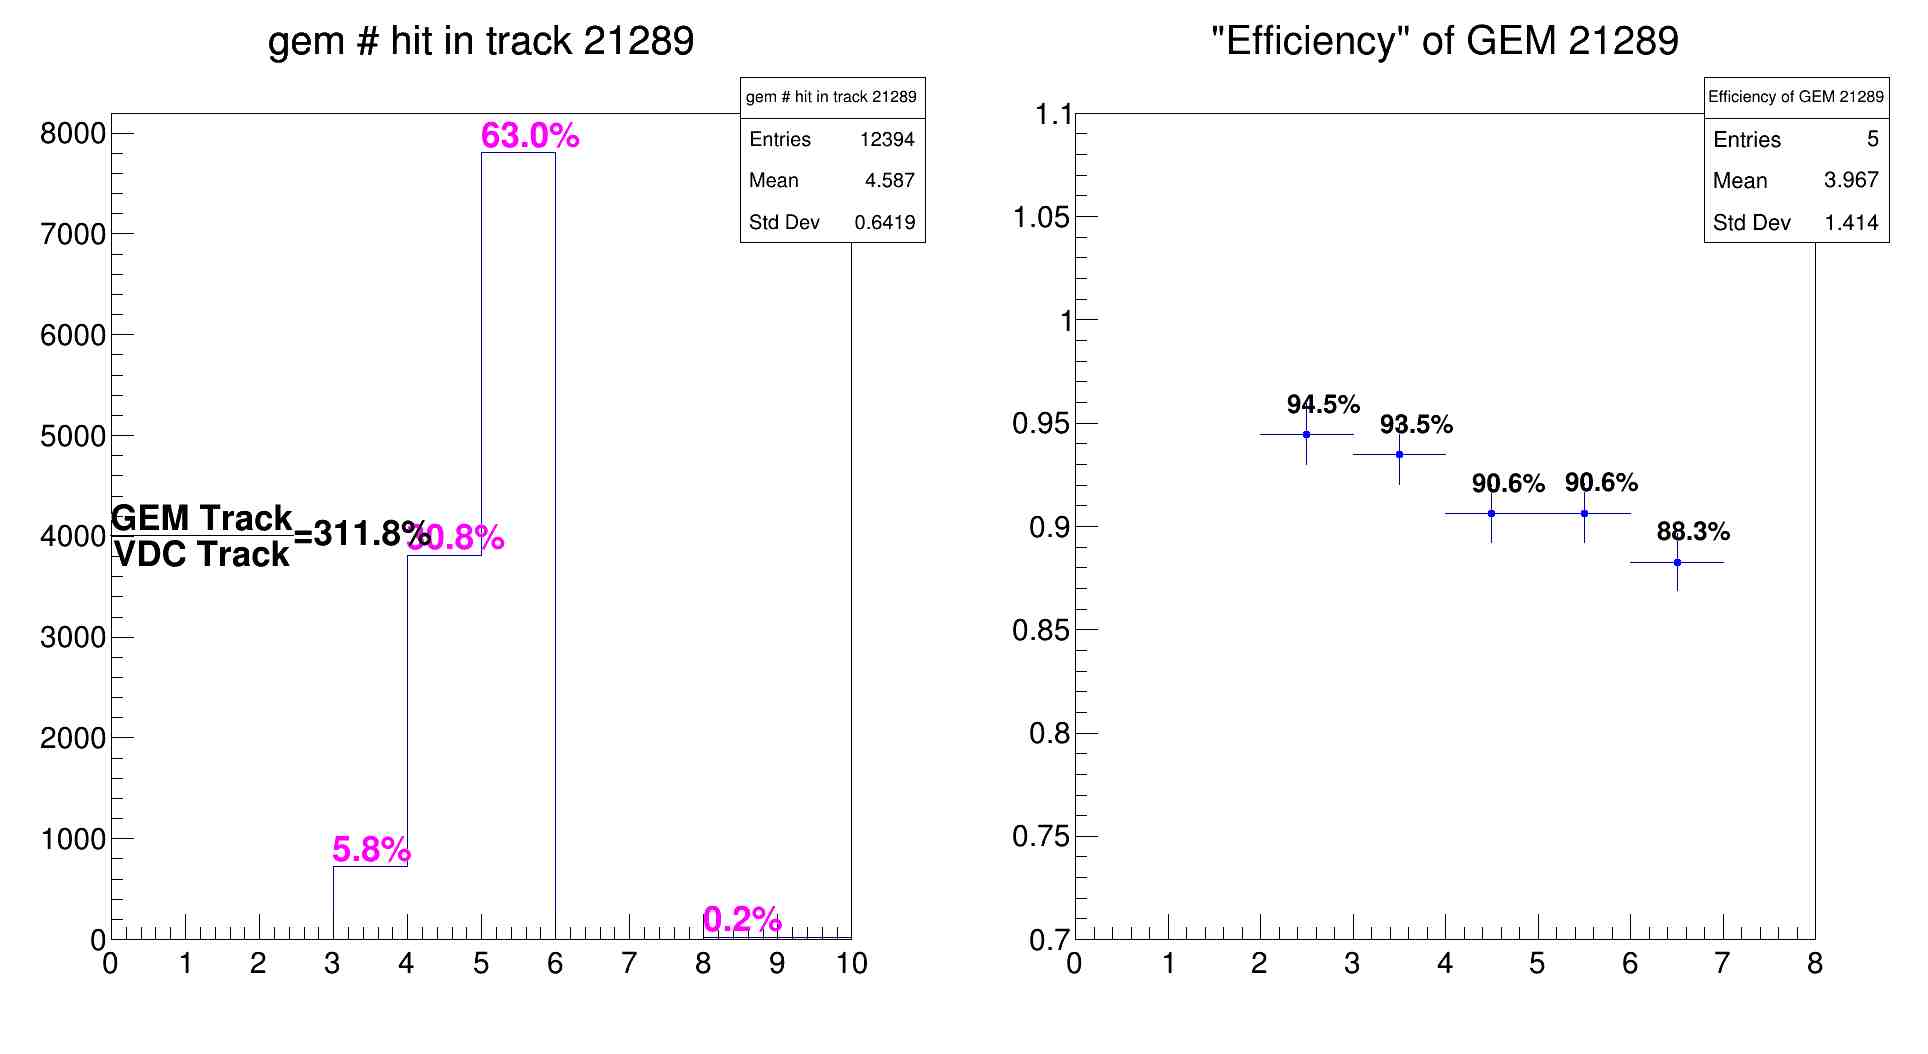 gem # hit in track 21289
gem # hit in track 21289
Entries 12394
Mean 4.587
Std Dev 0.6419
8000
7000
6000
5000
4000
3000
2000
1000
0
63.0%
GEM Track
VDC Track
=311.8%
30.8%
5.8%
0.2%
0 1 2 3 4 5 6 7 8 9 10
"Efficiency" of GEM 21289
Efficiency of GEM 21289
Entries 5
Mean 3.967
Std Dev 1.414
1.1
1.05
1
0.95
0.9
0.85
0.8
0.75
0.7
94.5%
93.5%
90.6%
90.6%
88.3%
0 1 2 3 4 5 6 7 8